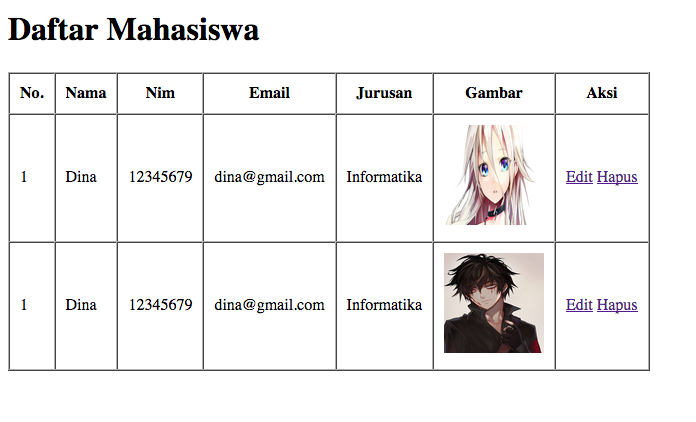 Daftar Mahasiswa
No. Nama Nim Email Jurusan Gambar Aksi
1 Dina 12345679 dina@gmail.com Informatika Edit Hapus
1 Dina 12345679 dina@gmail.com Informatika Edit Hapus